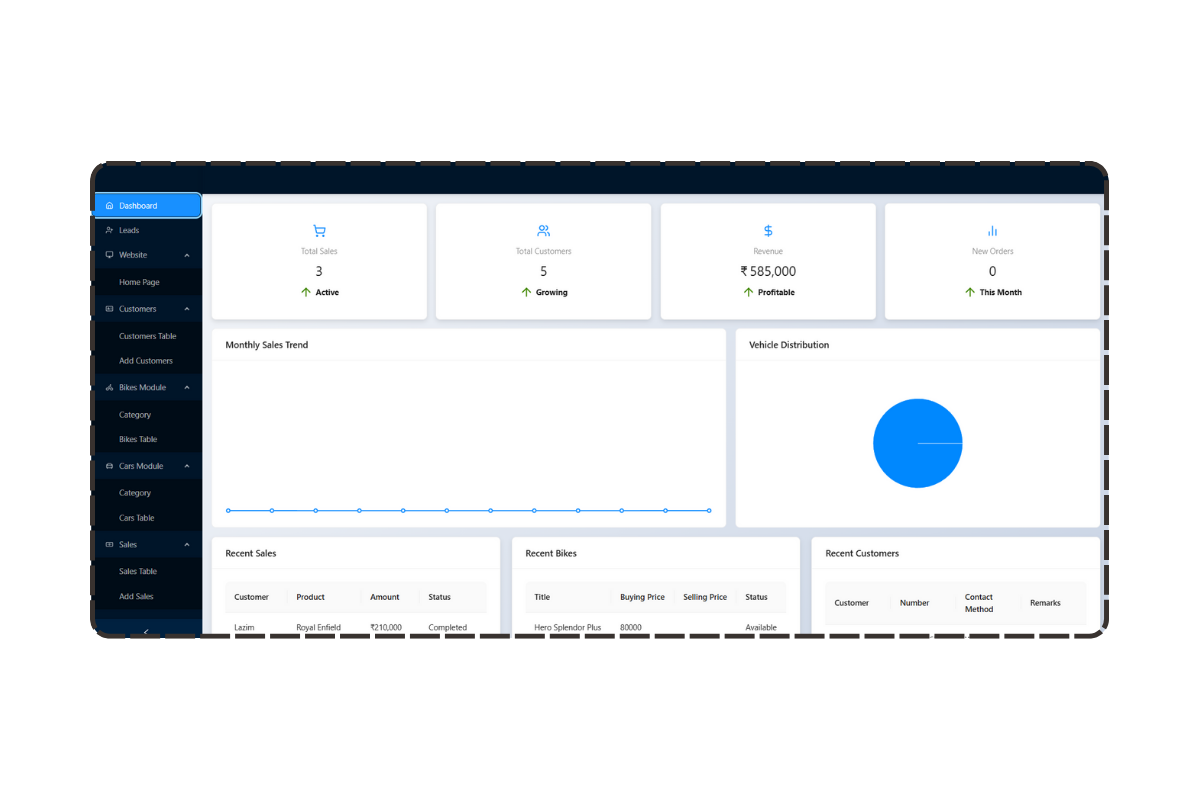 Dashboard
Leads
Website
Home Page
Customers
Customers Table
Add Customers
Bikes Module
Category
Bikes Table
Cars Module
Category
Cars Table
Sales
Sales Table
Add Sales
Total Sales
3
Active
Total Customers
5
Growing
Revenue
₹ 585,000
Profitable
New Orders
0
This Month
Monthly Sales Trend
Vehicle Distribution
Recent Sales
Customer Product Amount Status
Lazim Royal Enfield ₹210,000 Completed
Recent Bikes
Title Buying Price Selling Price Status
Hero Splendor Plus 80000 Available
Recent Customers
Customer Number Contact Method Remarks